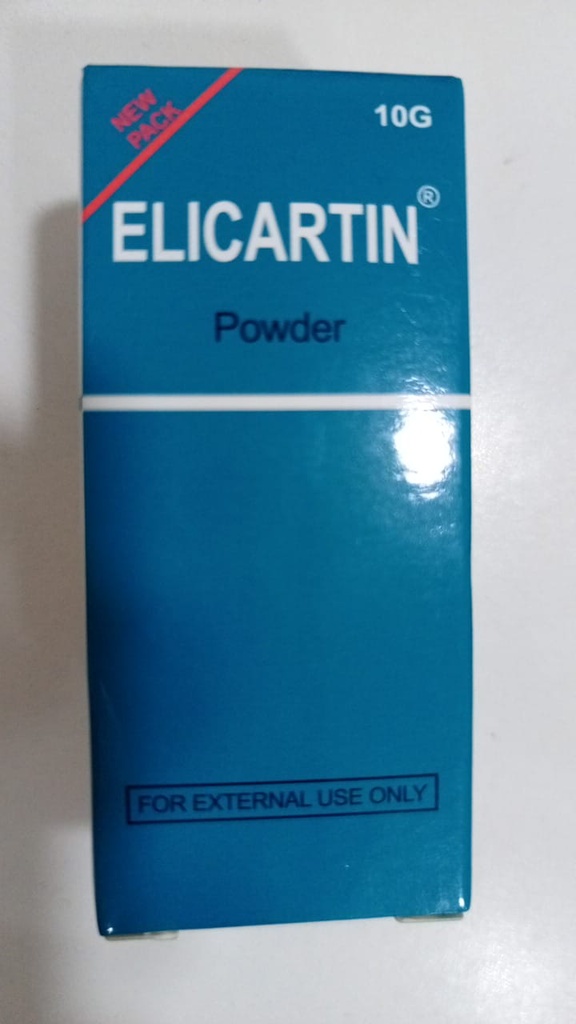 NEW
PACK
10G
ELICARTIN®
Powder
FOR EXTERNAL USE ONLY